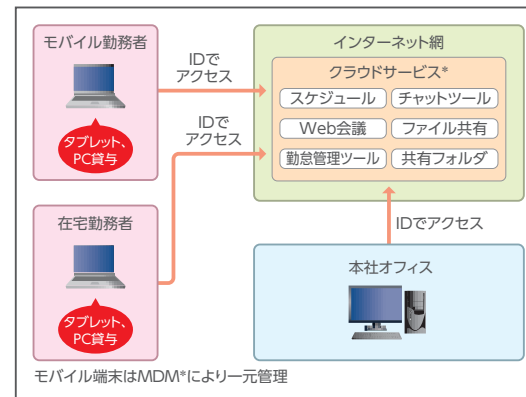 モバイル勤務者
タブレット、
PC貸与
IDで
アクセス
IDで
アクセス
在宅勤務者
タブレット、
PC貸与
インターネット網
クラウドサービス*
スケジュール
チャットツール
Web会議
ファイル共有
勤怠管理ツール
共有フォルダ
IDでアクセス
本社オフィス
モバイル端末はMDM*により一元管理